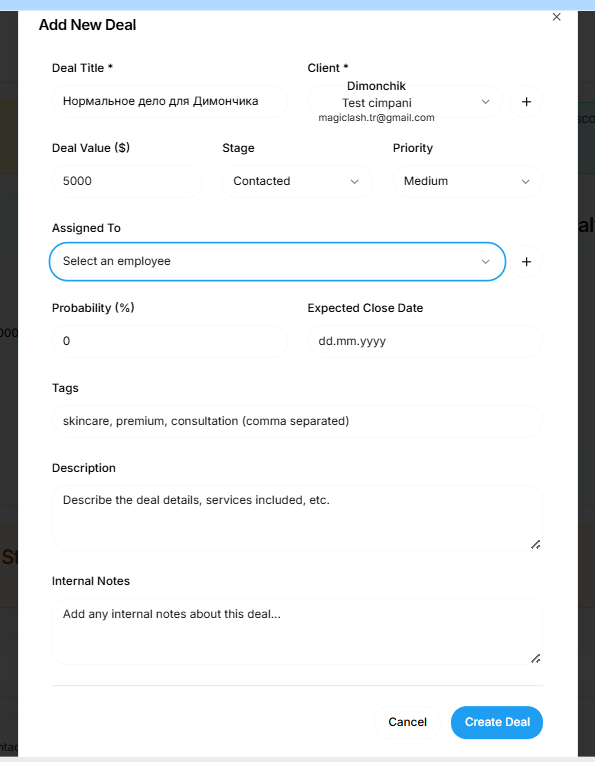 Add New Deal
Deal Title *
Client *
Нормальное дело для Димончика
Dimonchik
Test cimpani
magiclash.tr@gmail.com
Deal Value ($)
Stage
Priority
5000
Contacted
Medium
Assigned To
Select an employee
Probability (%)
Expected Close Date
0
dd.mm.yyyy
Tags
skincare, premium, consultation (comma separated)
Description
Describe the deal details, services included, etc.
Internal Notes
Add any internal notes about this deal...
Cancel
Create Deal